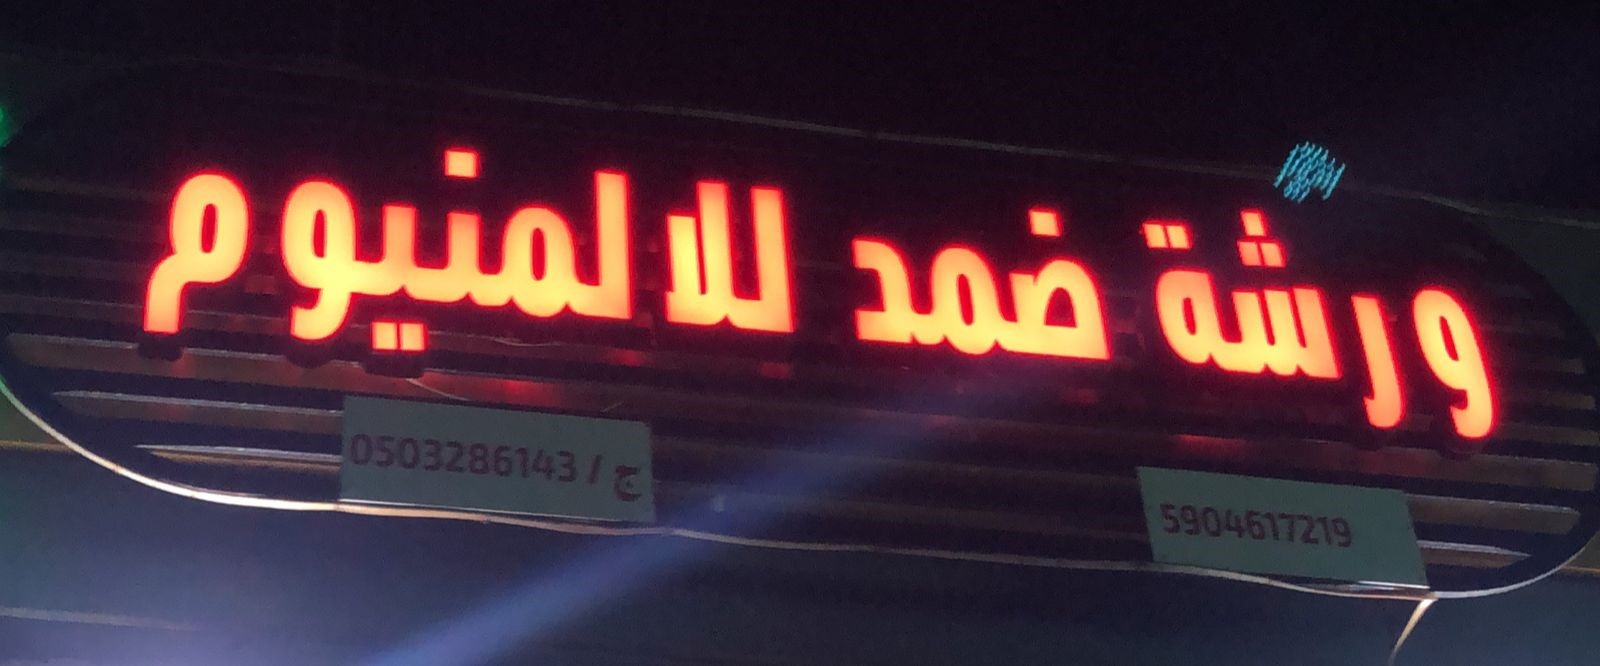 ورشة ضمد للالمنيوم
5904617219
ج / 0503286143